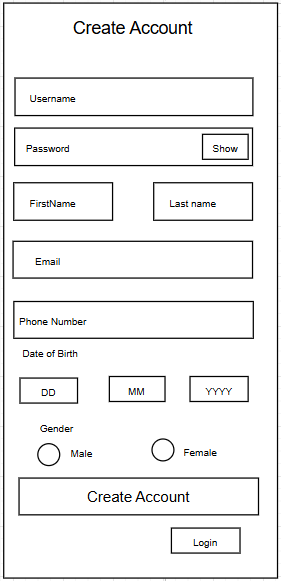 Create Account
Username
Password Show
FirstName Last name
Email
Phone Number
Date of Birth
DD MM YYYY
Gender
Male Female
Create Account
Login